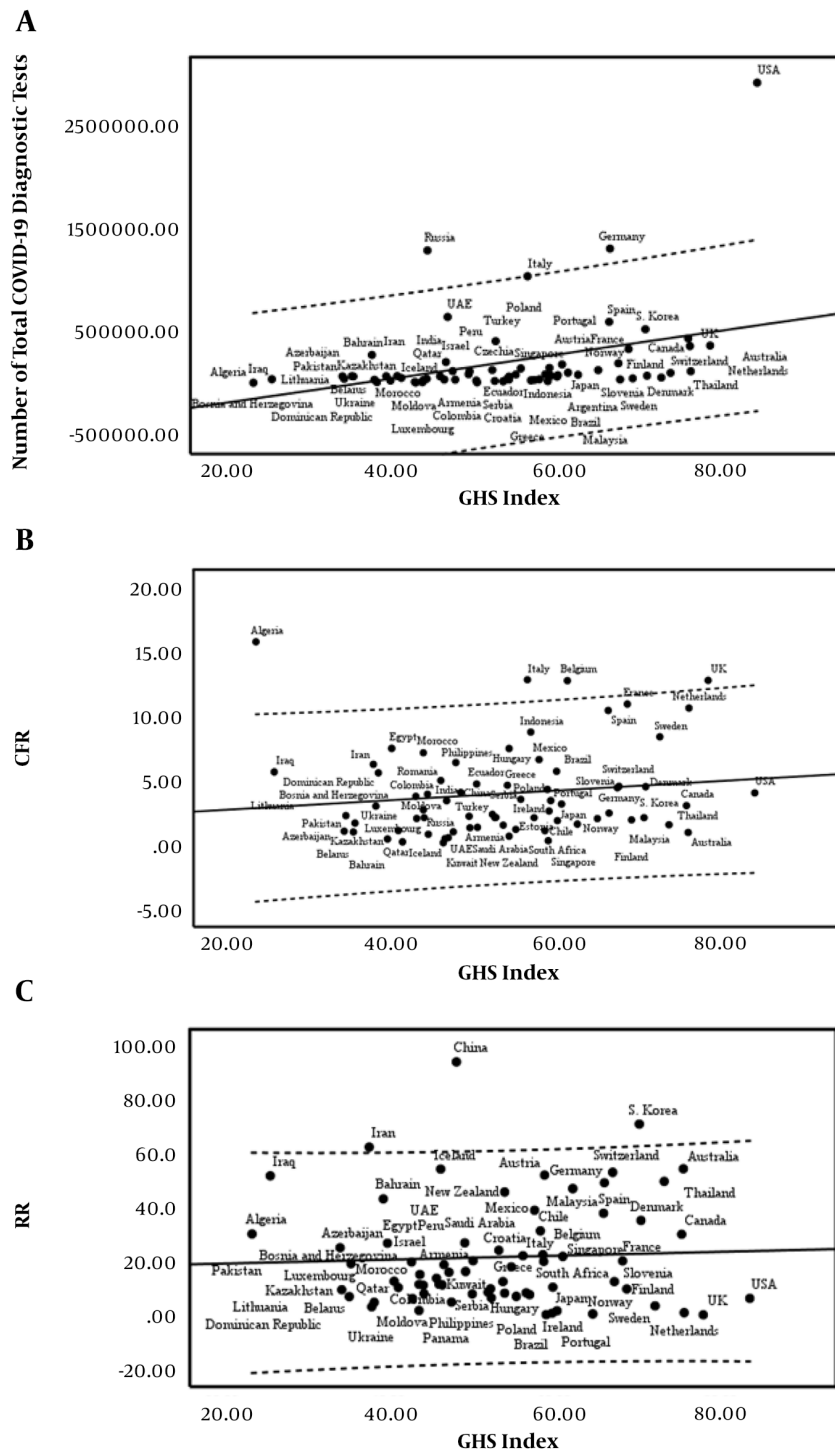 A
Number of Total COVID-19 Diagnostic Tests
USA
2500000.00
1500000.00
Russia
Germany
Italy
UAE
Poland
Spain
500000.00
Turkey
Portugal
S. Korea
Peru
Bahrain
Iran
India
Israel
Austria
France
UK
Azerbaijan
Qatar
Czechia
Singapore
Norway
Canada
Australia
Pakistan
Kazakhstan
Iceland
Finland
Switzerland
Algeria
Iraq
Lithuania
Netherlands
Belarus
Morocco
Ecuador
Indonesia
Japan
Slovenia
Denmark
Thailand
Bosnia and Herzegovina
Ukraine
Moldova
Armenia
Serbia
Argentina
Sweden
Dominican Republic
Colombia
Croatia
Mexico
Brazil
Luxembourg
-500000.00
Greece
Malaysia
20.00 40.00 60.00 80.00
GHS Index
B
CFR
20.00
Algeria
15.00
Italy
Belgium
UK
France
Netherlands
10.00
Spain
Indonesia
Sweden
Egypt
Morocco
Iran
Philippines
Hungary
Mexico
Iraq
Brazil
Romania
Ecuador
Greece
Switzerland
5.00
Dominican Republic
Colombia
India
China
Slovenia
Denmark
USA
Bosnia and Herzegovina
Serbia
Poland
Germany
Canada
Lithuania
Moldova
Turkey
Ireland
S. Korea
Ukraine
Japan
Thailand
Pakistan
Luxembourg
Russia
Estonia
Chile
Norway
.00
Azerbaijan
Kazakhstan
Armenia
Malaysia
Australia
Belarus
Qatar
Iceland
UAE
Saudi Arabia
South Africa
Finland
Bahrain
Kuwait
New Zealand
Singapore
-5.00
20.00 40.00 60.00 80.00
GHS Index
C
RR
100.00
China
80.00
S. Korea
Iran
60.0
Iraq
Iceland
Austria
Switzerland
Australia
Germany
Bahrain
New Zealand
Thailand
40.0
UAE
Mexico
Malaysia
Spain
Denmark
Algeria
Egypt
Peru
Saudi Arabia
Chile
Canada
Azerbaijan
Israel
Croatia
Belgium
20.00
Bosnia and Herzegovina
Armenia
Italy
Singapore
France
Pakistan
Luxembourg
Morocco
Greece
South Africa
Slovenia
Kazakhstan
Qatar
Kuwait
Finland
USA
Lithuania
Belarus
Colombia
Serbia
Hungary
Japan
Norway
UK
.00
Dominican Republic
Moldova
Philippines
Ireland
Sweden
Netherlands
Ukraine
Panama
Poland
Brazil
Portugal
-20.00
20.00 40.00 60.00 80.00
GHS Index